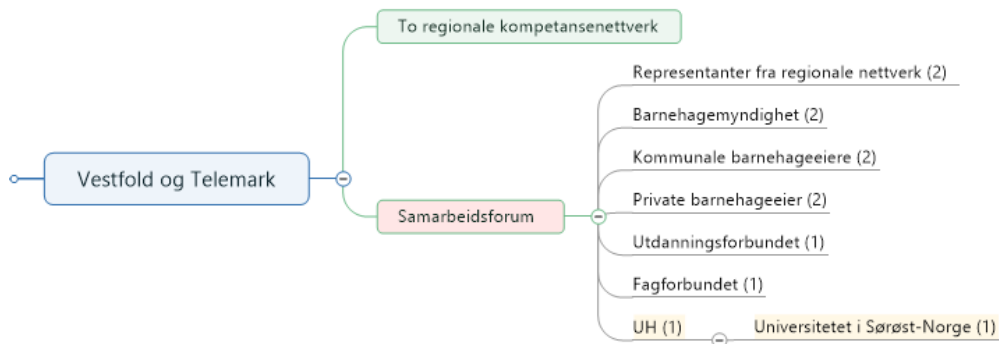 To regionale kompetansenettverk
Representanter fra regionale nettverk (2)
Barnehagemyndighet (2)
Kommunale barnehageeiere (2)
Vestfold og Telemark
Private barnehageeier (2)
Samarbeidsforum
Utdanningsforbundet (1)
Fagforbundet (1)
UH (1)
Universitetet i Sørøst-Norge (1)